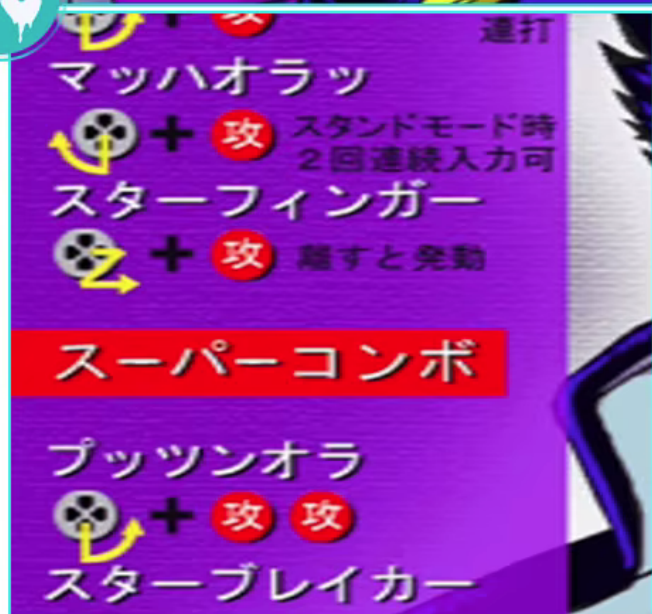 攻 連打
マッハオラッ
+ 攻 スタンドモード時
2回連続入力可
スターフィンガー
+ 攻 離すと発動
スーパーコンボ
プッツンオラ
+ 攻 攻
スターブレイカー